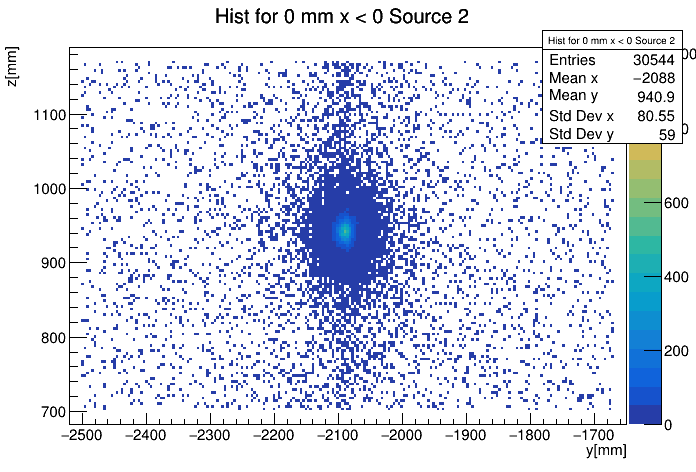 Hist for 0 mm x < 0 Source 2
z[mm]
Hist for 0 mm x < 0 Source 2
Entries 30544
Mean x −2088
Mean y 940.9
Std Dev x 80.55
Std Dev y 59
1100
1000
900
800
700
600
400
200
0
−2500 −2400 −2300 −2200 −2100 −2000 −1900 −1800 −1700
y[mm]